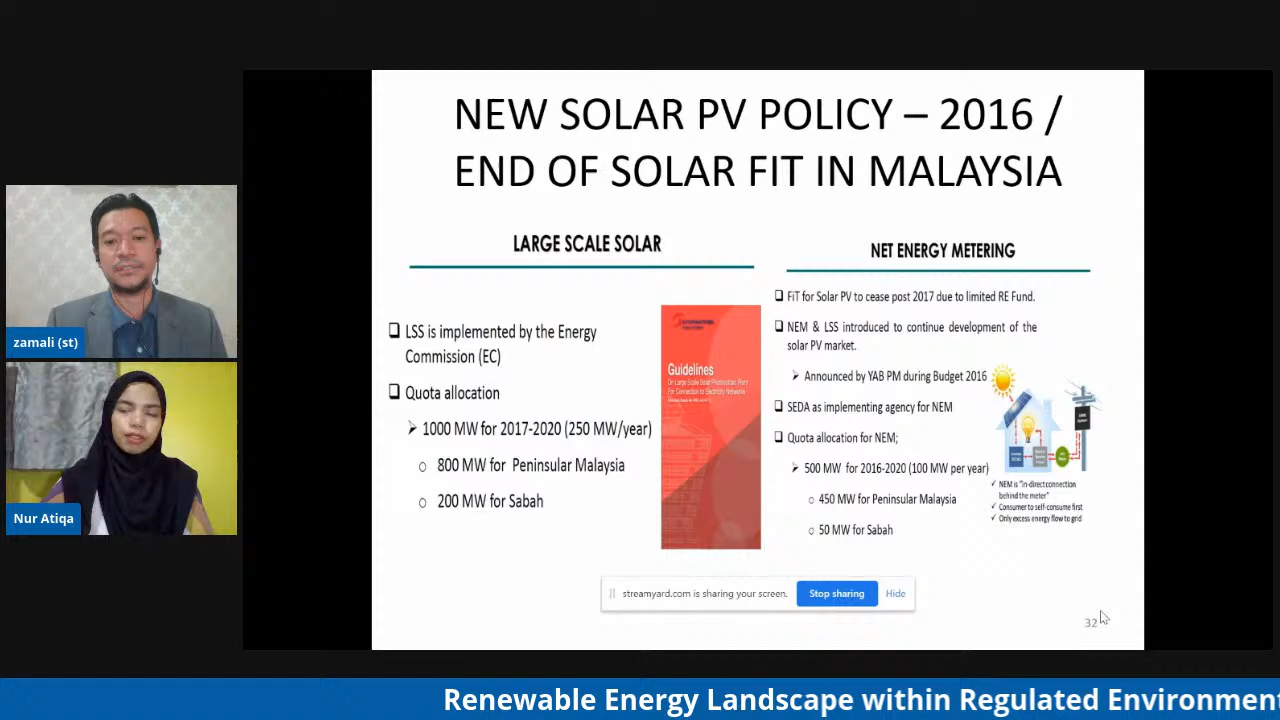 NEW SOLAR PV POLICY – 2016 /
END OF SOLAR FIT IN MALAYSIA
LARGE SCALE SOLAR
❑ LSS is implemented by the Energy
Commission (EC)
❑ Quota allocation
➢ 1000 MW for 2017-2020 (250 MW/year)
○ 800 MW for Peninsular Malaysia
○ 200 MW for Sabah
Guidelines
On Large Scale Solar Photovoltaic Plant
For Connection to Electricity Networks
NET ENERGY METERING
❑ FiT for Solar PV to cease post 2017 due to limited RE Fund.
❑ NEM & LSS introduced to continue development of the
solar PV market.
➢ Announced by YAB PM during Budget 2016
❑ SEDA as implementing agency for NEM
❑ Quota allocation for NEM;
➢ 500 MW for 2016-2020 (100 MW per year)
○ 450 MW for Peninsular Malaysia
○ 50 MW for Sabah
✓ NEM is "in-direct connection
behind the meter"
✓ Consumer to self-consume first
✓ Only excess energy flow to grid
streamyard.com is sharing your screen.
Stop sharing
Hide
32
zamali (st)
Nur Atiqa
Renewable Energy Landscape within Regulated Environment